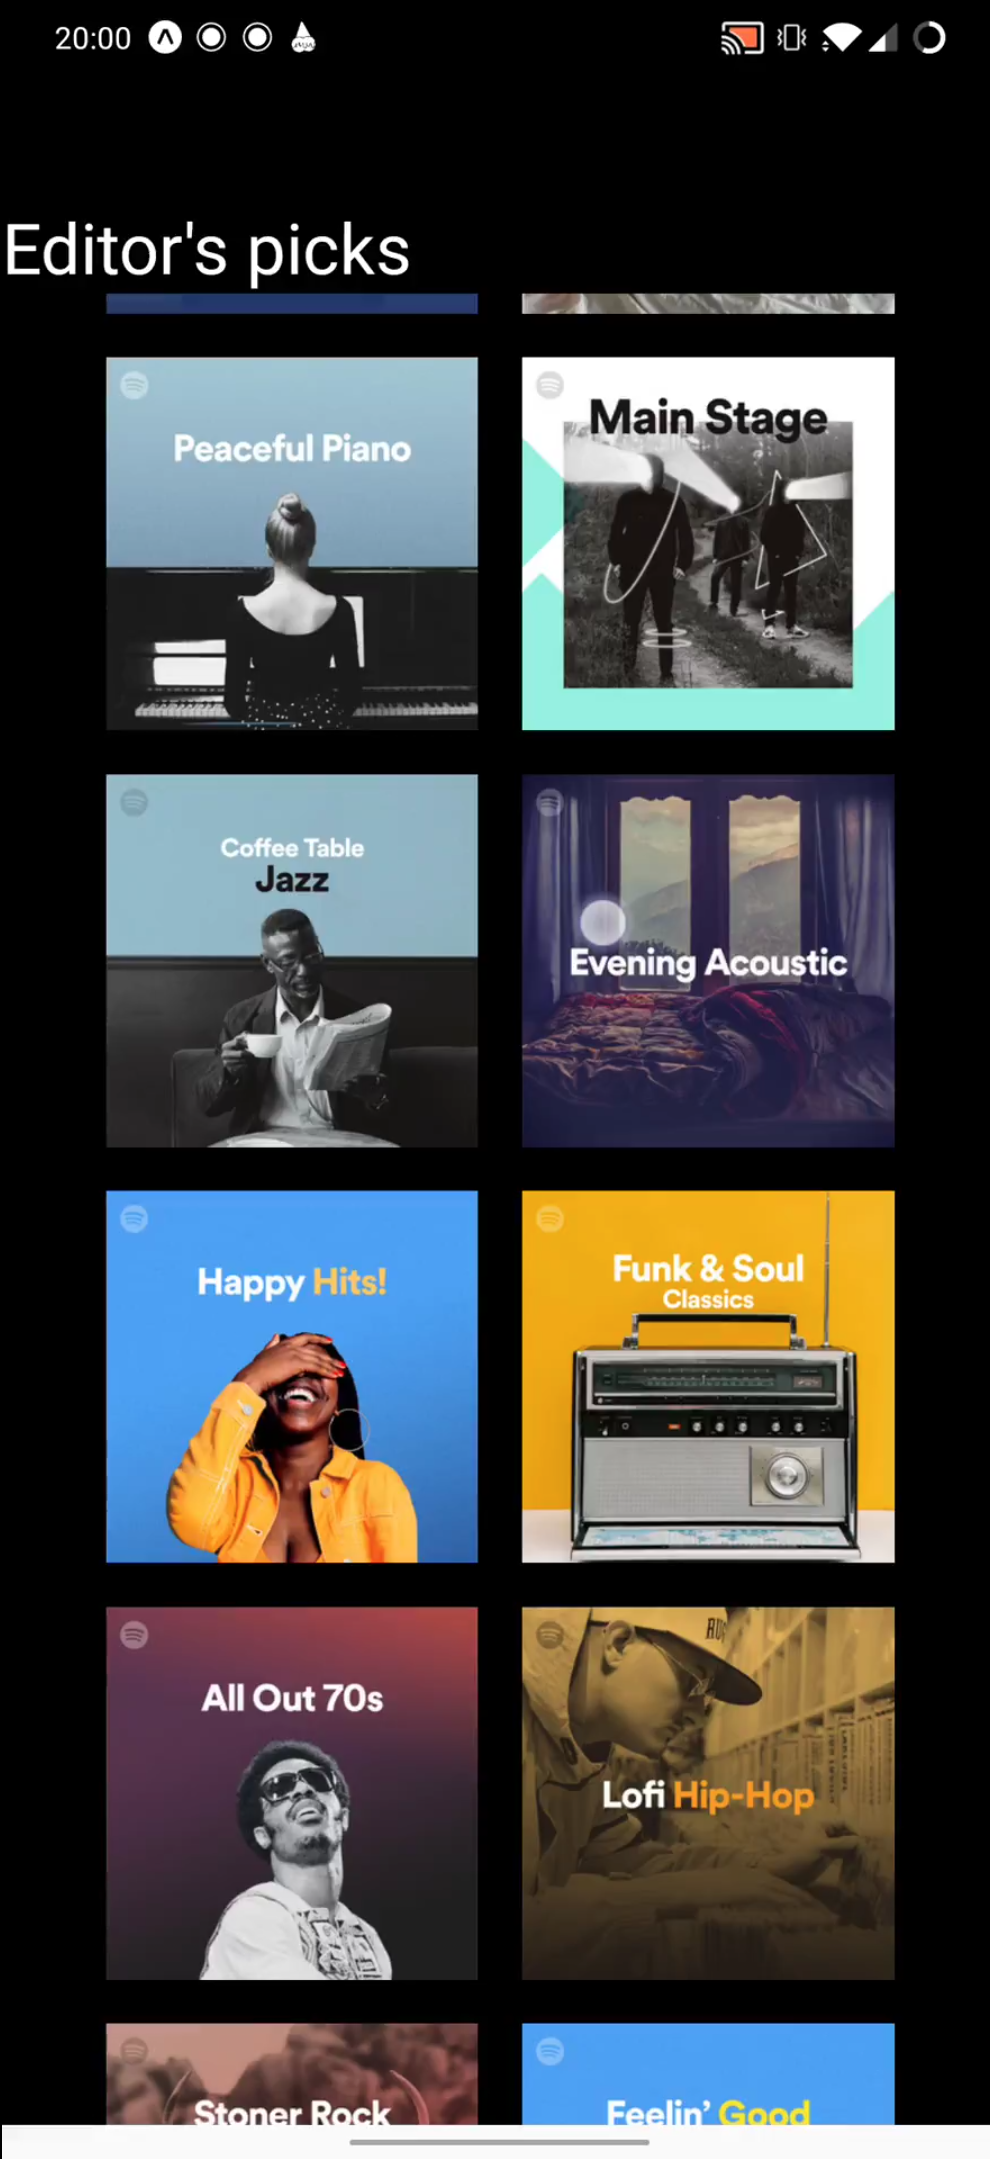 20:00
Editor's picks
Peaceful Piano
Main Stage
Coffee Table
Jazz
Evening Acoustic
Happy Hits!
Funk & Soul
Classics
All Out 70s
Lofi Hip-Hop
Stoner Rock
Feelin' Good